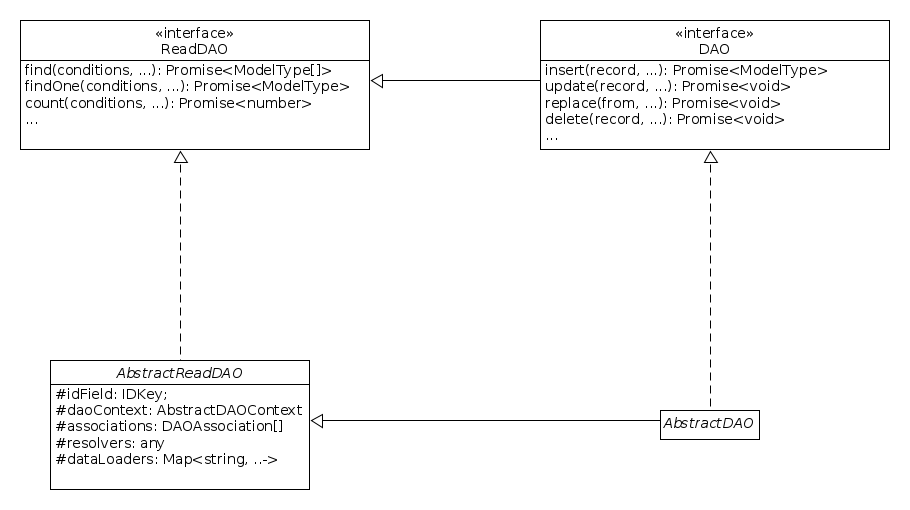 «interface»
ReadDAO
find(conditions, ...): Promise<ModelType[]>
findOne(conditions, ...): Promise<ModelType>
count(conditions, ...): Promise<number>
...
«interface»
DAO
insert(record, ...): Promise<ModelType>
update(record, ...): Promise<void>
replace(from, ...): Promise<void>
delete(record, ...): Promise<void>
...
AbstractReadDAO
#idField: IDKey;
#daoContext: AbstractDAOContext
#associations: DAOAssociation[]
#resolvers: any
#dataLoaders: Map<string, ..->
AbstractDAO